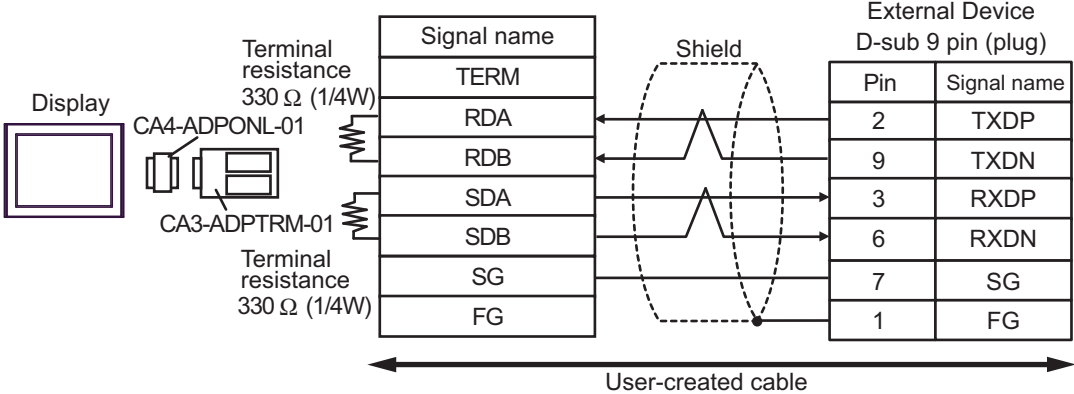 Display
CA4-ADPONL-01
CA3-ADPTRM-01
Terminal
resistance
330 Ω (1/4W)
Terminal
resistance
330 Ω (1/4W)
Signal name
TERM
RDA
RDB
SDA
SDB
SG
FG
Shield
External Device
D-sub 9 pin (plug)
Pin Signal name
2 TXDP
9 TXDN
3 RXDP
6 RXDN
7 SG
1 FG
User-created cable